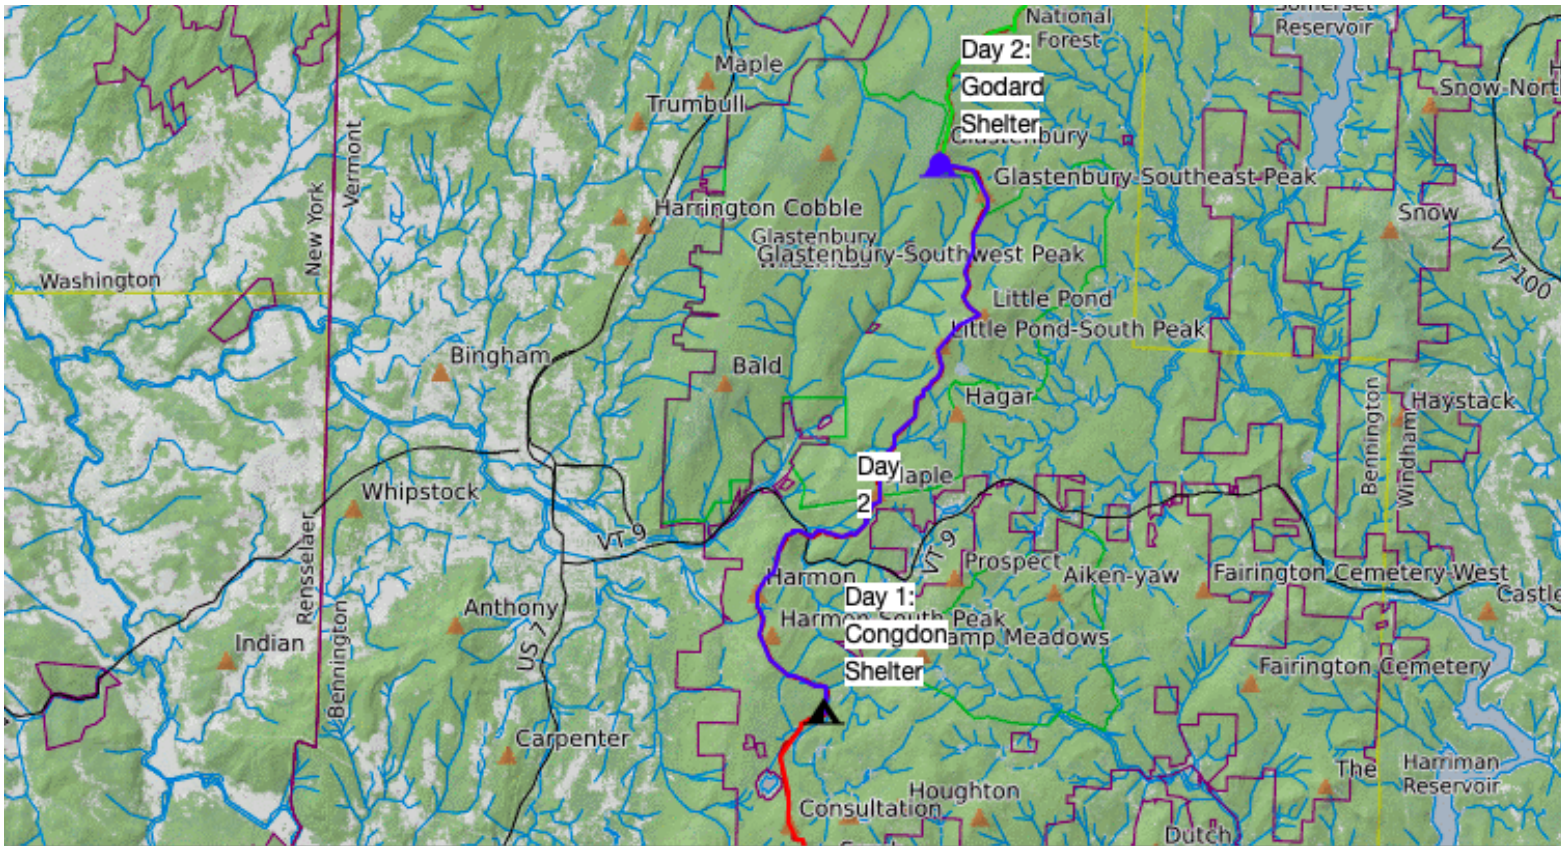 National
Forest
Somerset
Reservoir
Day 2:
Godard
Shelter
Glastenbury
Maple
Trumbull
Snow-North
Vermont
New York
Harrington Cobble
Glastenbury-Southeast Peak
Snow
Glastenbury
Glastenbury-Southwest Peak
VT 100
Washington
Little Pond
Little Pond-South Peak
Bingham
Bald
Hagar
Haystack
Bennington
Windham
Day
2
Maple
Whipstock
VT 9
VT 9
Rensselaer
Bennington
Harmon
Prospect
Aiken-yaw
Fairington Cemetery-West
Castle
Day 1:
Congdon
Shelter
Anthony
Harmon-South Peak
amp Meadows
US 7
Indian
Fairington Cemetery
Carpenter
The
Harriman
Reservoir
Houghton
Consultation
Dutch